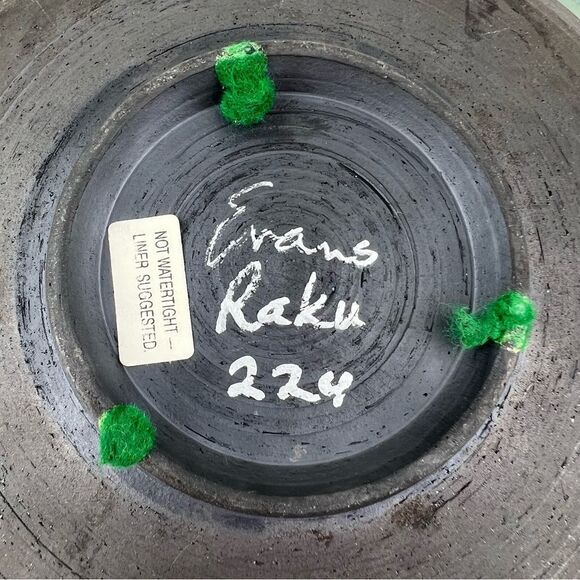 Evans
Raku
224
NOT WATERTIGHT —
LINER SUGGESTED.